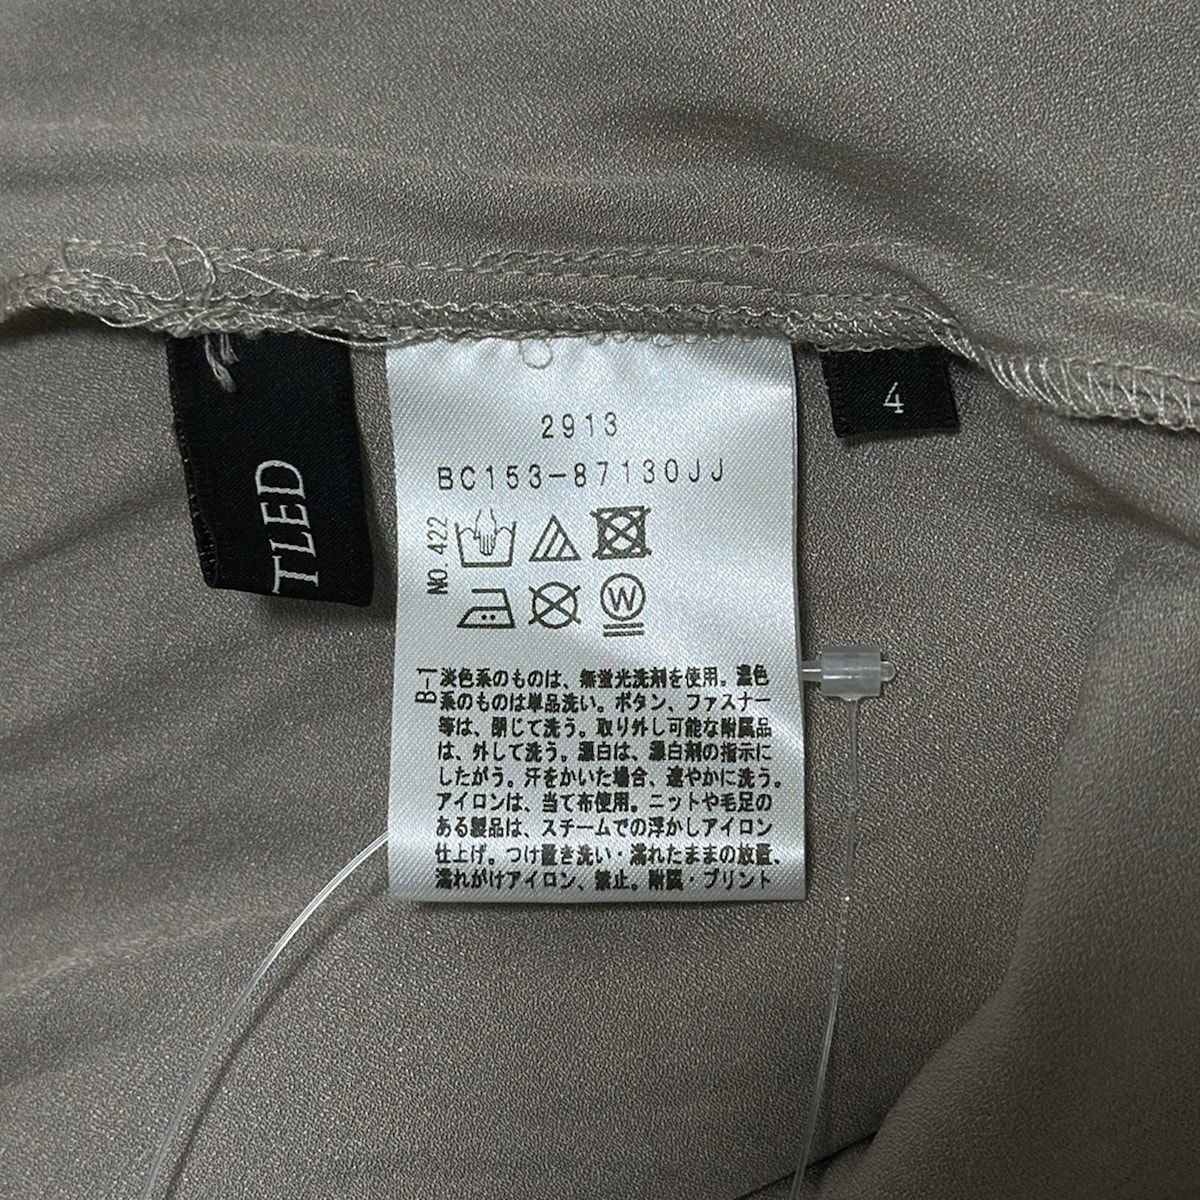 TLED
4
2913
BC153-87130JJ
NO.422
W
B-1
淡色系のものは、無蛍光洗剤を使用。濃色
系のものは単品洗い。ボタン、ファスナー
等は、閉じて洗う。取り外し可能な附属品
は、外して洗う。漂白は、漂白剤の指示に
したがう。汗をかいた場合、速やかに洗う。
アイロンは、当て布使用。ニットや毛足の
ある製品は、スチームでの浮かしアイロン
仕上げ。つけ置き洗い・濡れたままの放置、
濡れがけアイロン、禁止。附属・プリント